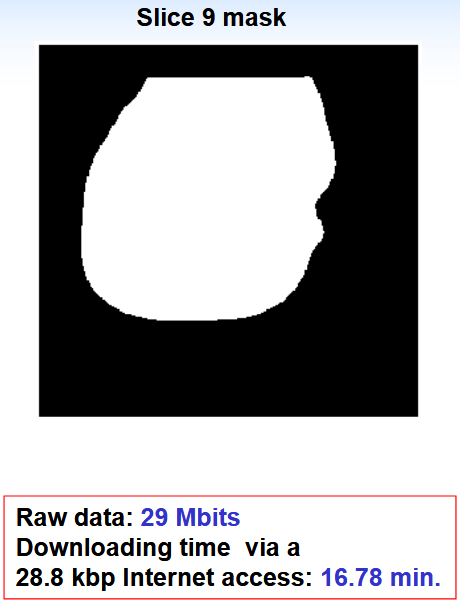 Slice 9 mask
Raw data: 29 Mbits
Downloading time  via a
28.8 kbp Internet access: 16.78 min.